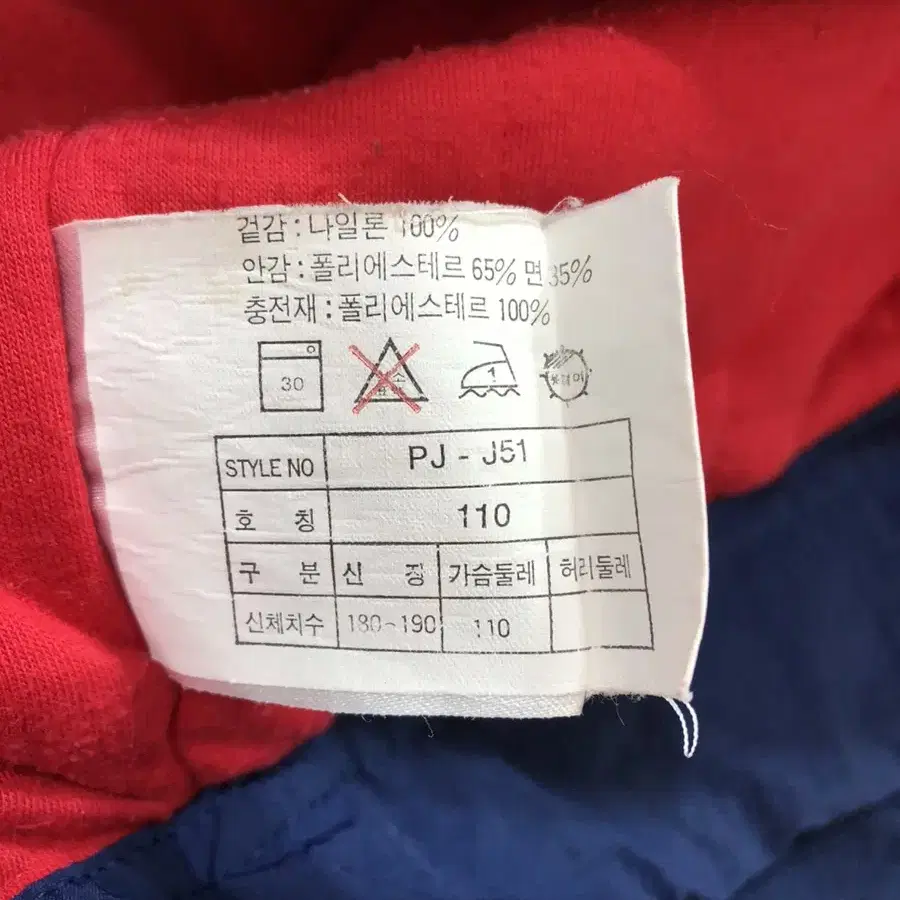 겉감 : 나일론 100%
안감 : 폴리에스테르 65% 면 35%
충전재 : 폴리에스테르 100%
30 1
STYLE NO PJ - J51
호 칭 110
구 분 신 장 가슴둘레 허리둘레
신체치수 180~190 110